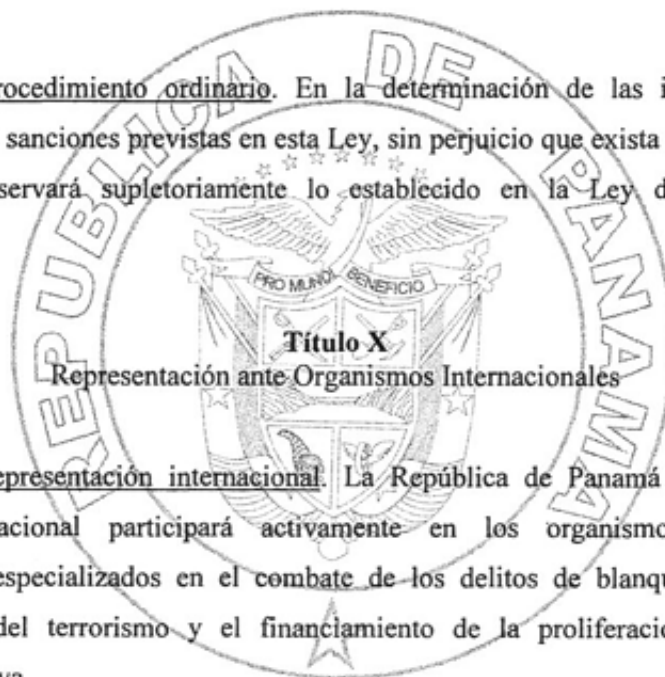 REPUBLICA DE PANAMA
rocedimiento ordinario. En la determinación de las i
sanciones previstas en esta Ley, sin perjuicio que exista
servará supletoriamente lo establecido en la Ley d
PRO MUNDI BENEFICIO
Título X
Representación ante Organismos Internacionales
epresentación internacional. La República de Panamá
acional participará activamente en los organismo
especializados en el combate de los delitos de blanqu
del terrorismo y el financiamiento de la proliferacio